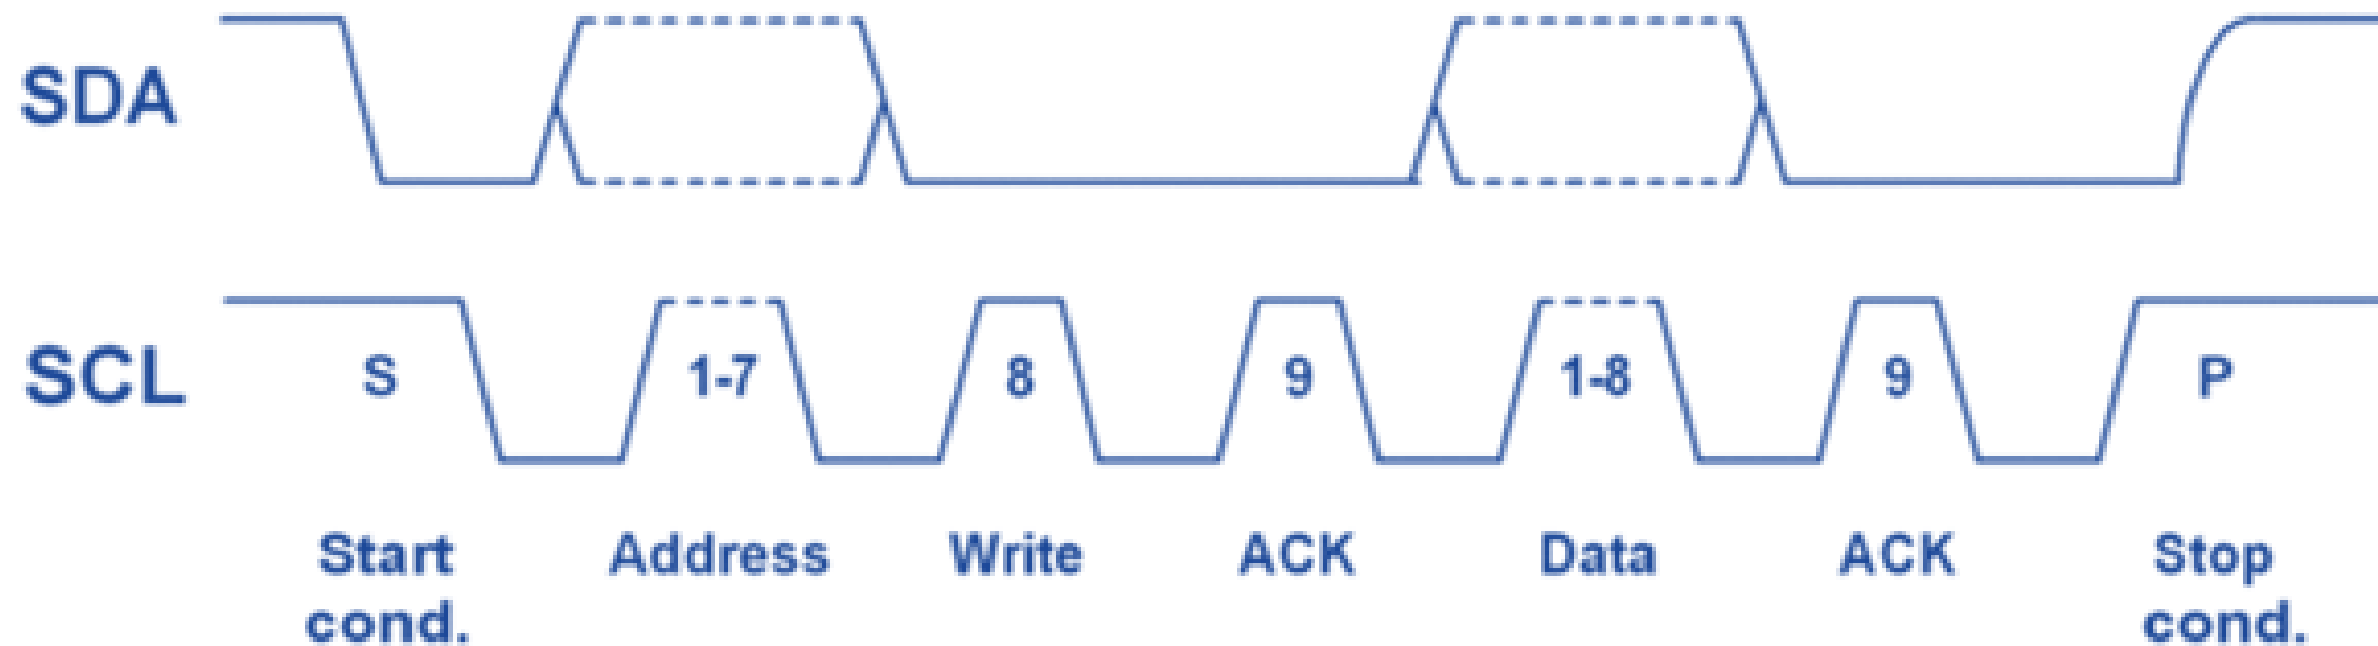 SDA
SCL
S
1-7
8
9
1-8
9
P
Start cond.
Address
Write
ACK
Data
ACK
Stop cond.